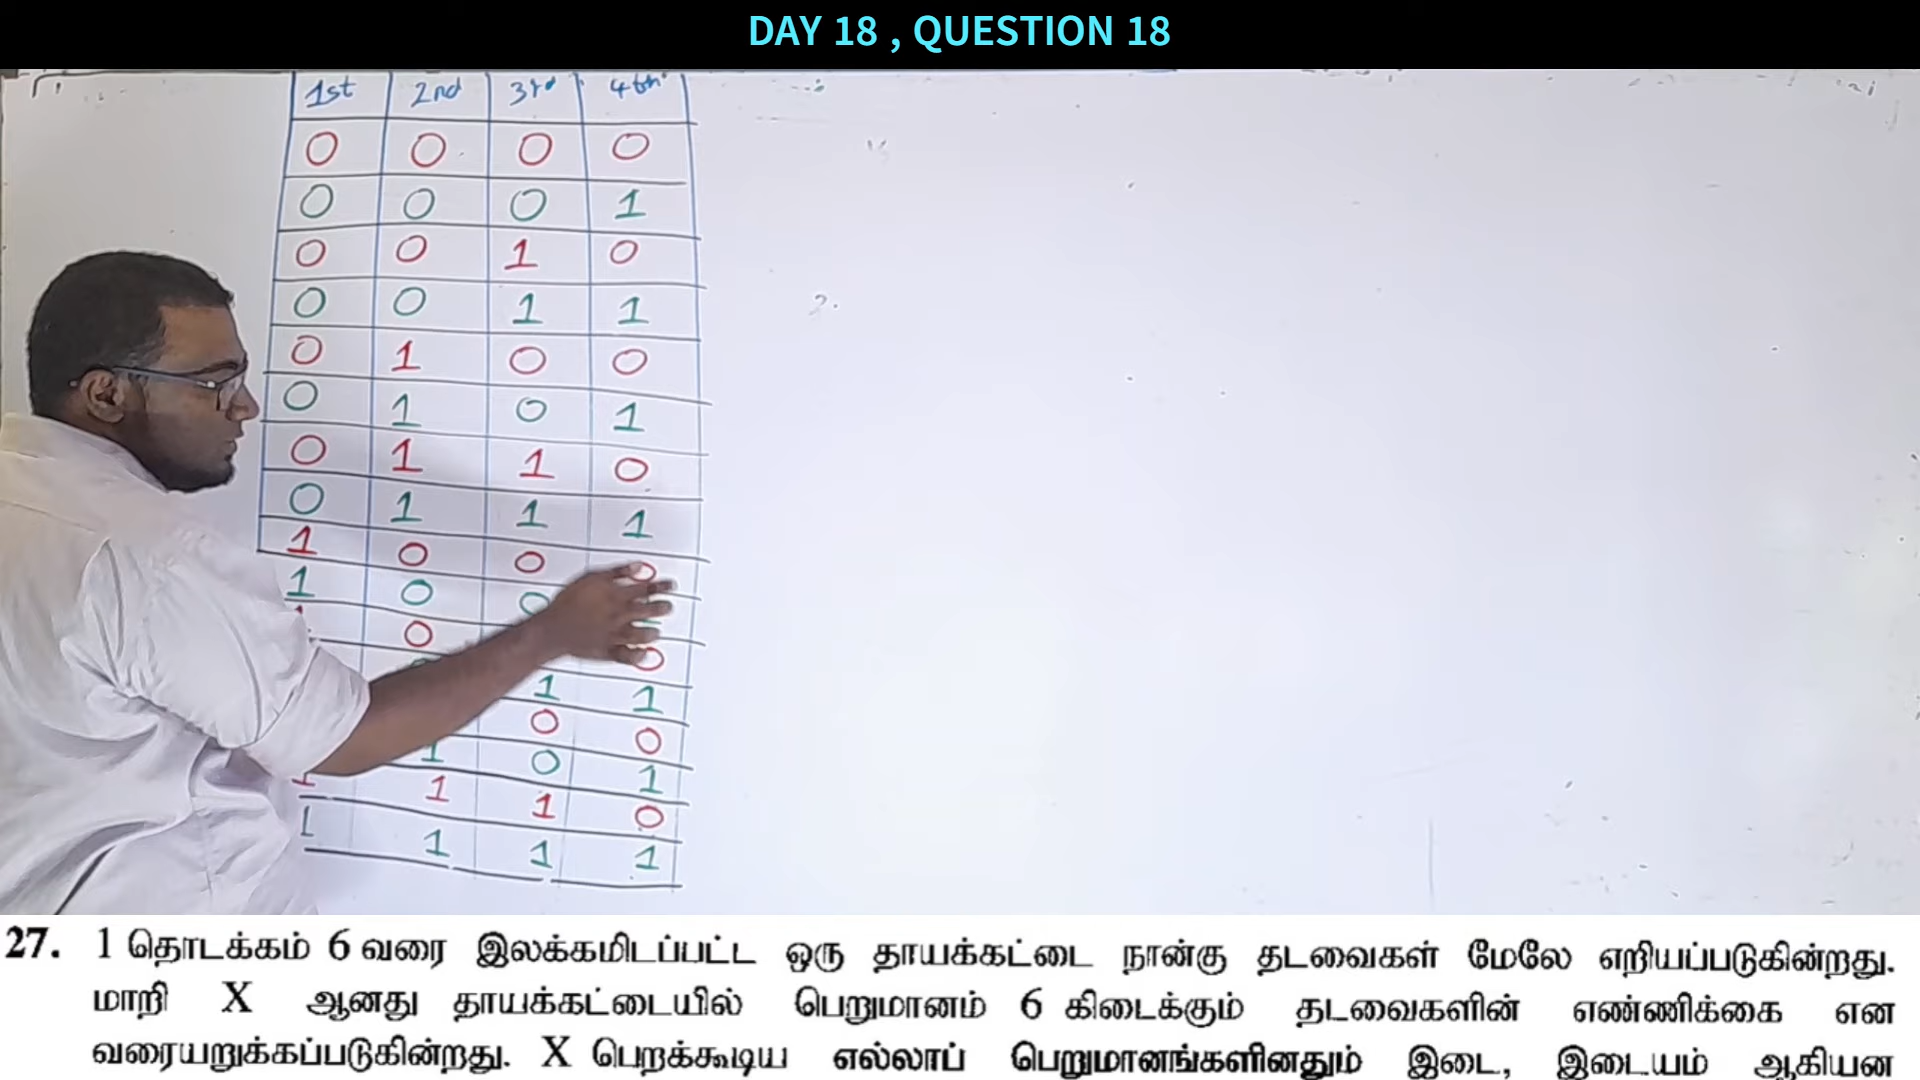 DAY 18 , QUESTION 18
1st 2nd 3rd 4th
0 0 0 0
0 0 0 1
0 0 1 0
0 0 1 1
0 1 0 0
0 1 0 1
0 1 1 0
0 1 1 1
1 0 0 0
1 0 0
0 0
1 1
0 0
1 0 1
1 1 1 0
1 1 1 1
27. 1 தொடக்கம் 6 வரை இலக்கமிடப்பட்ட ஒரு தாயக்கட்டை நான்கு தடவைகள் மேலே எறியப்படுகின்றது.
மாறி X ஆனது தாயக்கட்டையில் பெறுமானம் 6 கிடைக்கும் தடவைகளின் எண்ணிக்கை என
வரையறுக்கப்படுகின்றது. X பெறக்கூடிய எல்லாப் பெறுமானங்களினதும் இடை, இடையம் ஆகியன